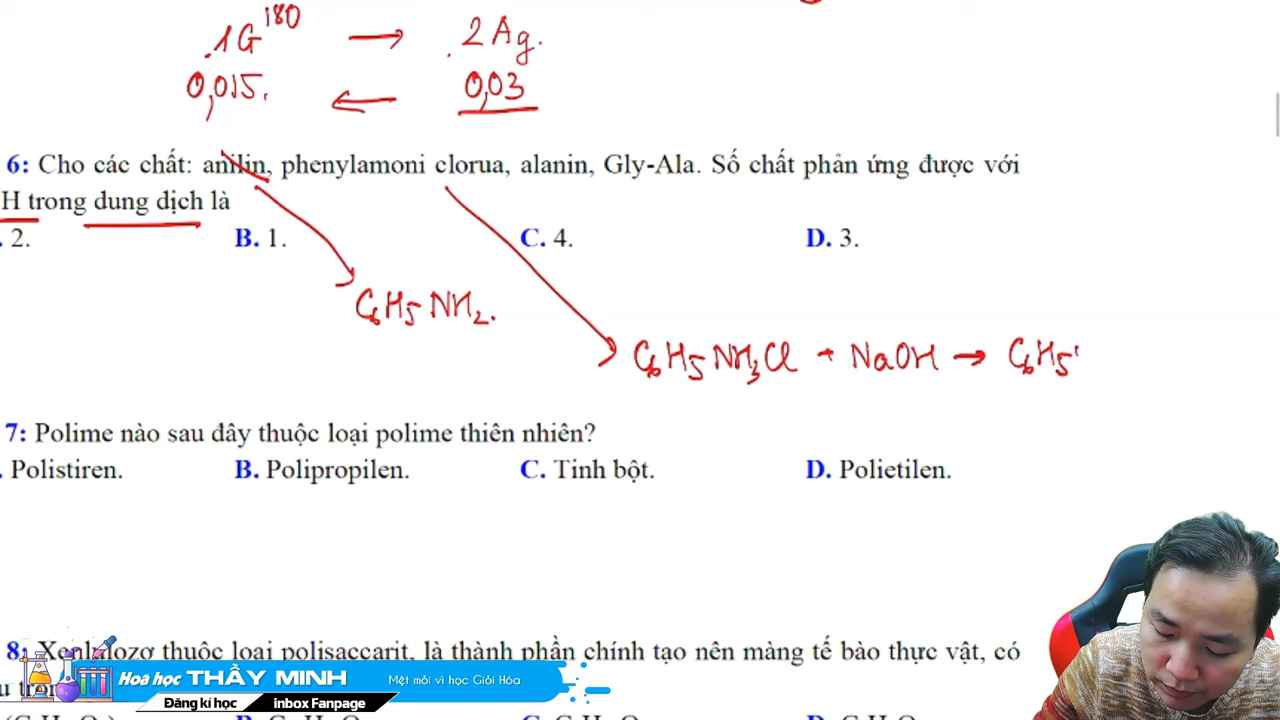 .1G 180 → 2Ag.
0,015. ← 0,03
6: Cho các chất: anilin, phenylamoni clorua, alanin, Gly-Ala. Số chất phản ứng được với
H trong dung dịch là
. 2. B. 1. C. 4. D. 3.
C6H5NH2.
C6H5NH3Cl + NaOH → C6H5
7: Polime nào sau đây thuộc loại polime thiên nhiên?
. Polistiren. B. Polipropilen. C. Tinh bột. D. Polietilen.
8: Xenlulozơ thuộc loại polisaccarit, là thành phần chính tạo nên màng tế bào thực vật, có
Hoá học THẦY MINH
Mệt mỏi vì học Giỏi Hóa
Đăng kí học inbox Fanpage